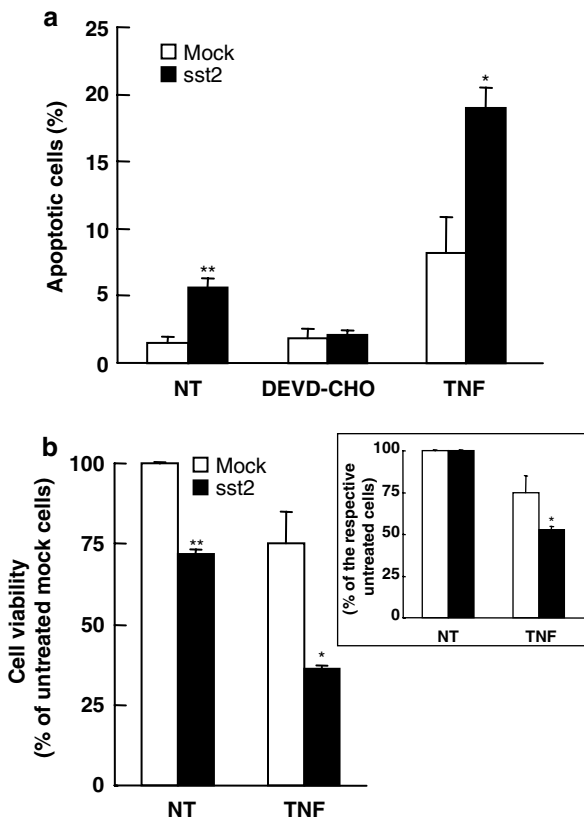 a
25
20
15
10
5
0
Apoptotic cells (%)
Mock
sst2
**
*
NT DEVD-CHO TNF
b
100
75
50
25
0
Cell viability
(% of untreated mock cells)
Mock
sst2
**
*
NT TNF
100
75
50
25
0
(% of the respective
untreated cells)
*
NT TNF